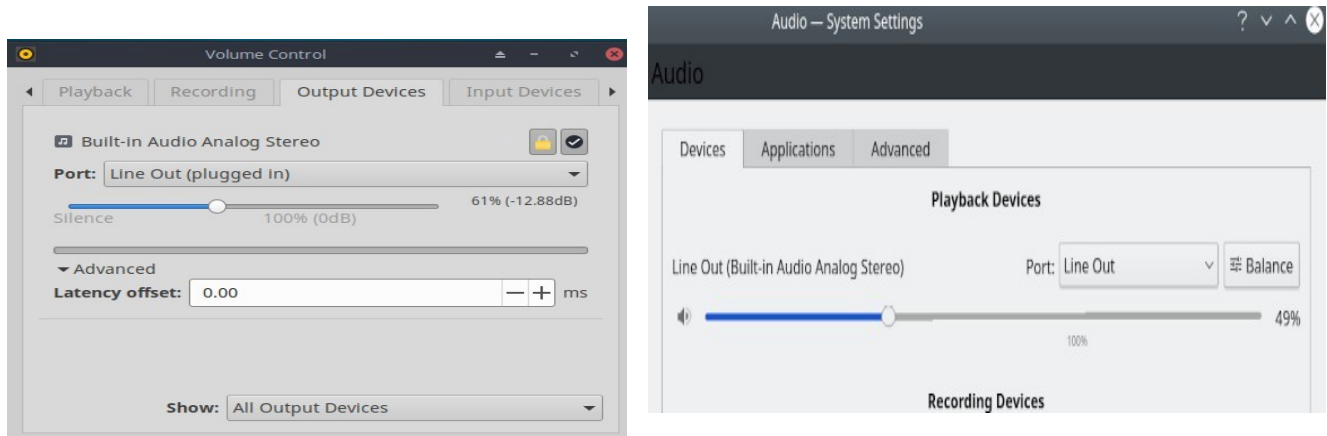 Volume Control
Playback Recording Output Devices Input Devices
Built-in Audio Analog Stereo
Port: Line Out (plugged in)
61% (-12.88dB)
Silence 100% (0dB)
Advanced
Latency offset: 0.00 ms
Show: All Output Devices
Audio — System Settings
Audio
Devices Applications Advanced
Playback Devices
Line Out (Built-in Audio Analog Stereo) Port: Line Out Balance
49%
100%
Recording Devices